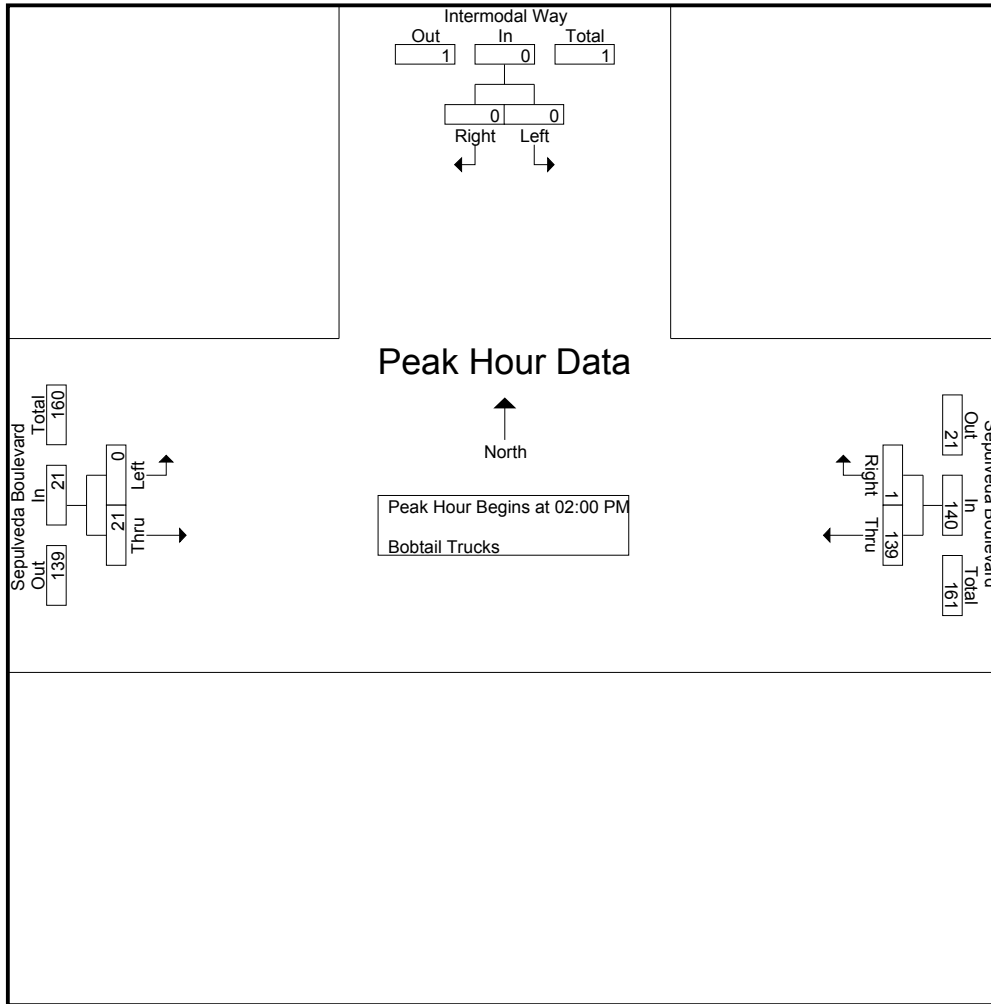 Intermodal Way
Out In Total
1 0 1
0 0
Right Left
Peak Hour Data
North
Peak Hour Begins at 02:00 PM
Bobtail Trucks
Sepulveda Boulevard
Total In Out
160 21 139
0 21
Left Thru
Sepulveda Boulevard
Out In Total
21 140 161
1 139
Right Thru